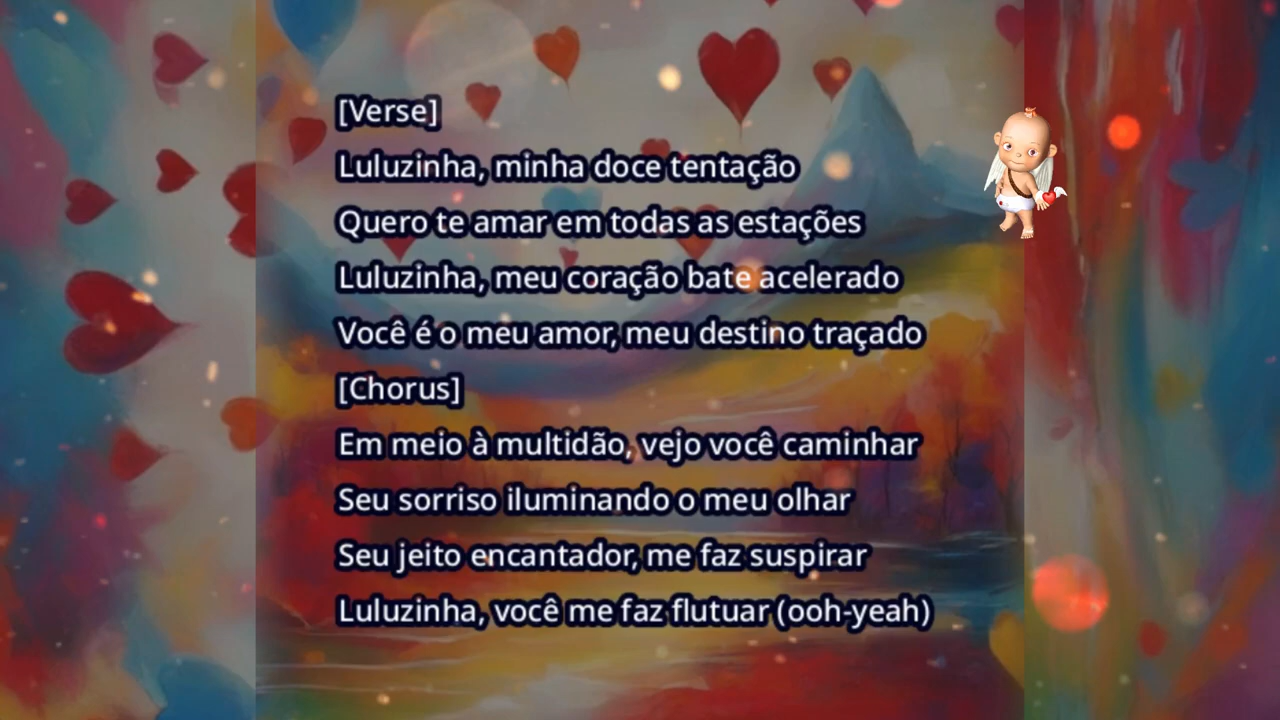 [Verse]
Luluzinha, minha doce tentação
Quero te amar em todas as estações
Luluzinha, meu coração bate acelerado
Você é o meu amor, meu destino traçado
[Chorus]
Em meio à multidão, vejo você caminhar
Seu sorriso iluminando o meu olhar
Seu jeito encantador, me faz suspirar
Luluzinha, você me faz flutuar (ooh-yeah)